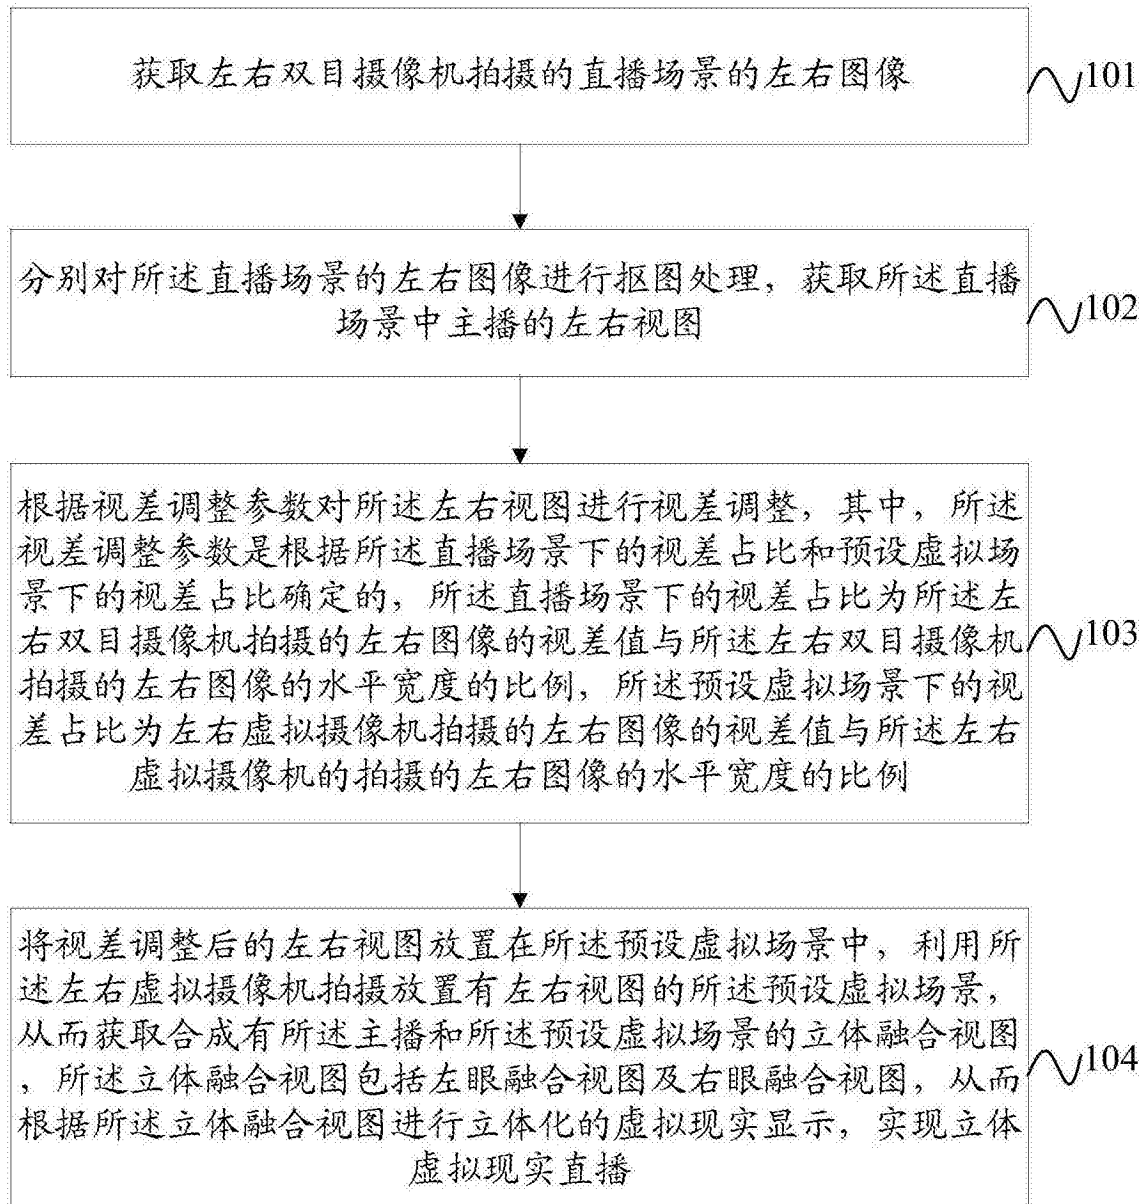 获取左右双目摄像机拍摄的直播场景的左右图像
101
分别对所述直播场景的左右图像进行抠图处理，获取所述直播
场景中主播的左右视图
102
根据视差调整参数对所述左右视图进行视差调整，其中，所述
视差调整参数是根据所述直播场景下的视差占比和预设虚拟场
景下的视差占比确定的，所述直播场景下的视差占比为所述左
右双目摄像机拍摄的左右图像的视差值与所述左右双目摄像机
拍摄的左右图像的水平宽度的比例，所述预设虚拟场景下的视
差占比为左右虚拟摄像机拍摄的左右图像的视差值与所述左右
虚拟摄像机的拍摄的左右图像的水平宽度的比例
103
将视差调整后的左右视图放置在所述预设虚拟场景中，利用所
述左右虚拟摄像机拍摄放置有左右视图的所述预设虚拟场景，
从而获取合成有所述主播和所述预设虚拟场景的立体融合视图
，所述立体融合视图包括左眼融合视图及右眼融合视图，从而
根据所述立体融合视图进行立体化的虚拟现实显示，实现立体
虚拟现实直播
104